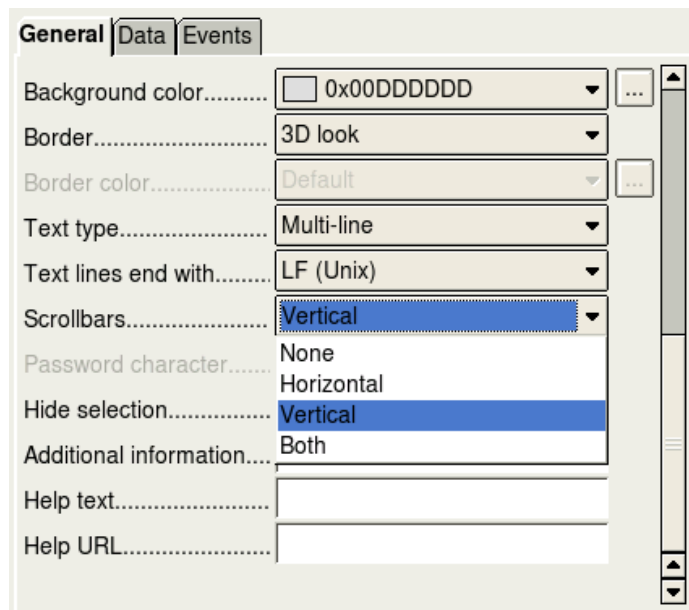 General Data Events
Background color.......... 0x00DDDDDD ...
Border........................... 3D look
Border color.................. Default ...
Text type....................... Multi-line
Text lines end with......... LF (Unix)
Scrollbars...................... Vertical
None
Password character.......
Horizontal
Hide selection................ Vertical
Both
Additional information....
Help text........................
Help URL.......................